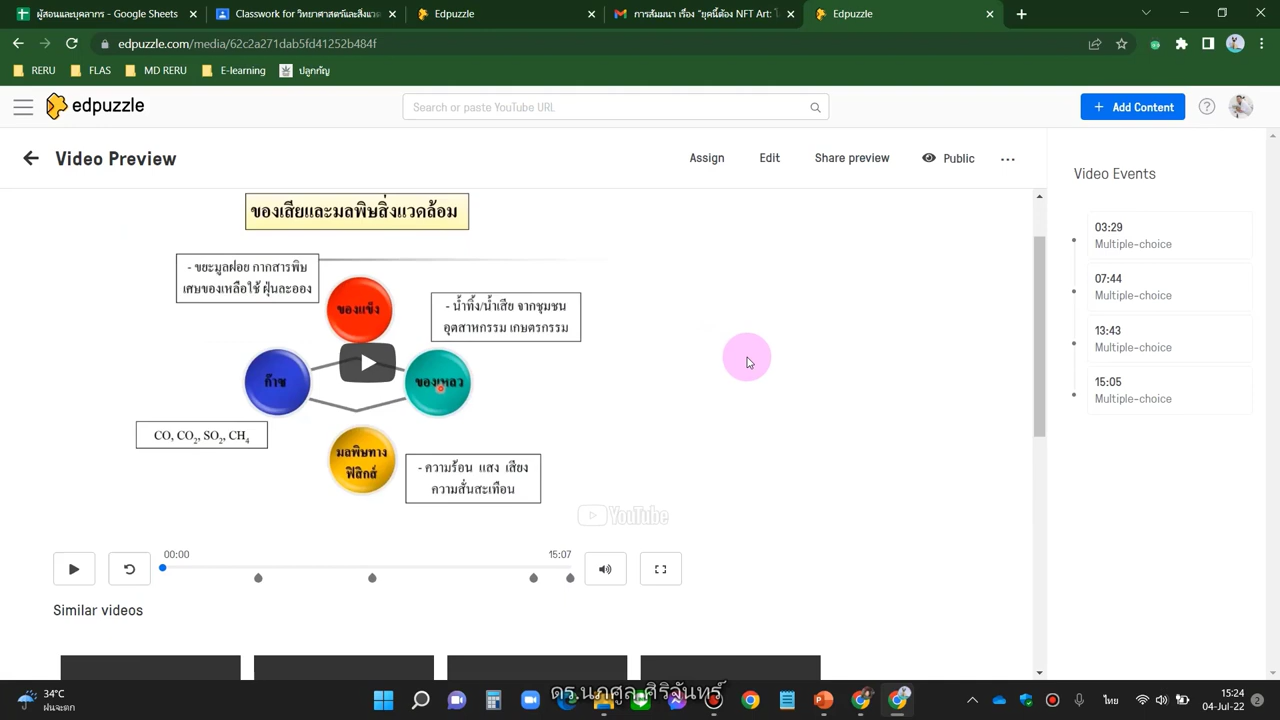 ผู้สอนและบุคลากร - Google Sheets
Classwork for วิทยาศาสตร์และสิ่งแว
Edpuzzle
การสัมมนา เรื่อง "ยุคนี้ต้อง NFT Art: โ
Edpuzzle
edpuzzle.com/media/62c2a271dab5fd41252b484f
RERU
FLAS
MD RERU
E-learning
ปลูกกัญ
edpuzzle
Search or paste YouTube URL
+ Add Content
?
Video Preview
Assign
Edit
Share preview
Public
...
Video Events
03:29
Multiple-choice
07:44
Multiple-choice
13:43
Multiple-choice
15:05
Multiple-choice
ของเสียและมลพิษสิ่งแวดล้อม
- ขยะมูลฝอย กากสารพิษ
เศษของเหลือใช้ ฝุ่นละออง
ของแข็ง
- น้ำทิ้ง/น้ำเสีย จากชุมชน
อุตสาหกรรม เกษตรกรรม
ก๊าซ
ของเหลว
CO, CO₂, SO₂, CH₄
มลพิษทาง
ฟิสิกส์
- ความร้อน แสง เสียง
ความสั่นสะเทือน
YouTube
00:00
15:07
Similar videos
34°C
ฝนจะตก
ดร.นภศูล ศิริจันทร์
ไทย
15:24
04-Jul-22
2